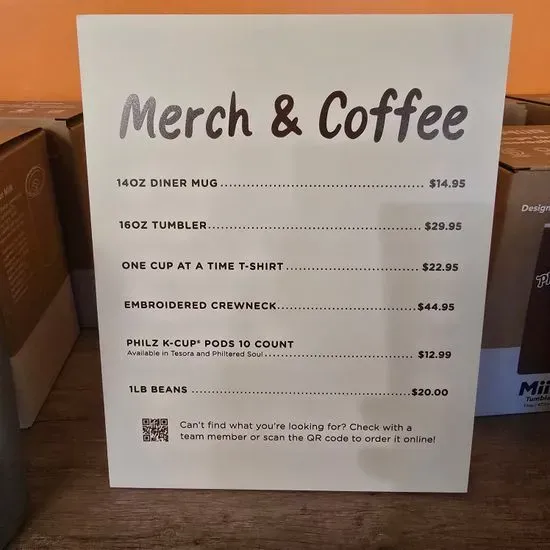 Merch & Coffee
14OZ DINER MUG........................................$14.95
16OZ TUMBLER........................................$29.95
ONE CUP AT A TIME T-SHIRT..........................$22.95
EMBROIDERED CREWNECK..........................$44.95
PHILZ K-CUP® PODS 10 COUNT
Available in Tesora and Philtered Soul..........................$12.99
1LB BEANS........................................$20.00
Can't find what you're looking for? Check with a
team member or scan the QR code to order it online!
Design
Mii
Tumble